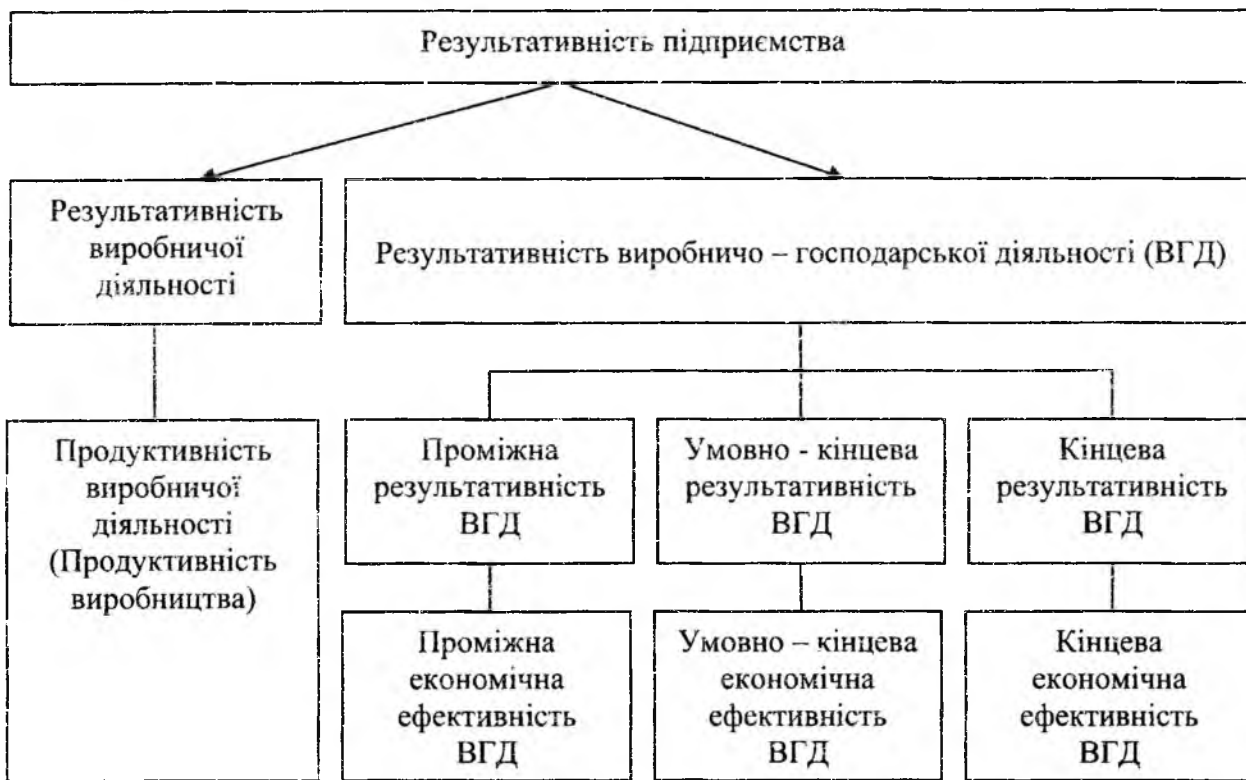 Результативність підприємства
Результативність
виробничої
діяльності
Результативність виробничо – господарської діяльності (ВГД)
Продуктивність
виробничої
діяльності
(Продуктивність
виробництва)
Проміжна
результативність
ВГД
Умовно - кінцева
результативність
ВГД
Кінцева
результативність
ВГД
Проміжна
економічна
ефективність
ВГД
Умовно – кінцева
економічна
ефективність
ВГД
Кінцева
економічна
ефективність
ВГД